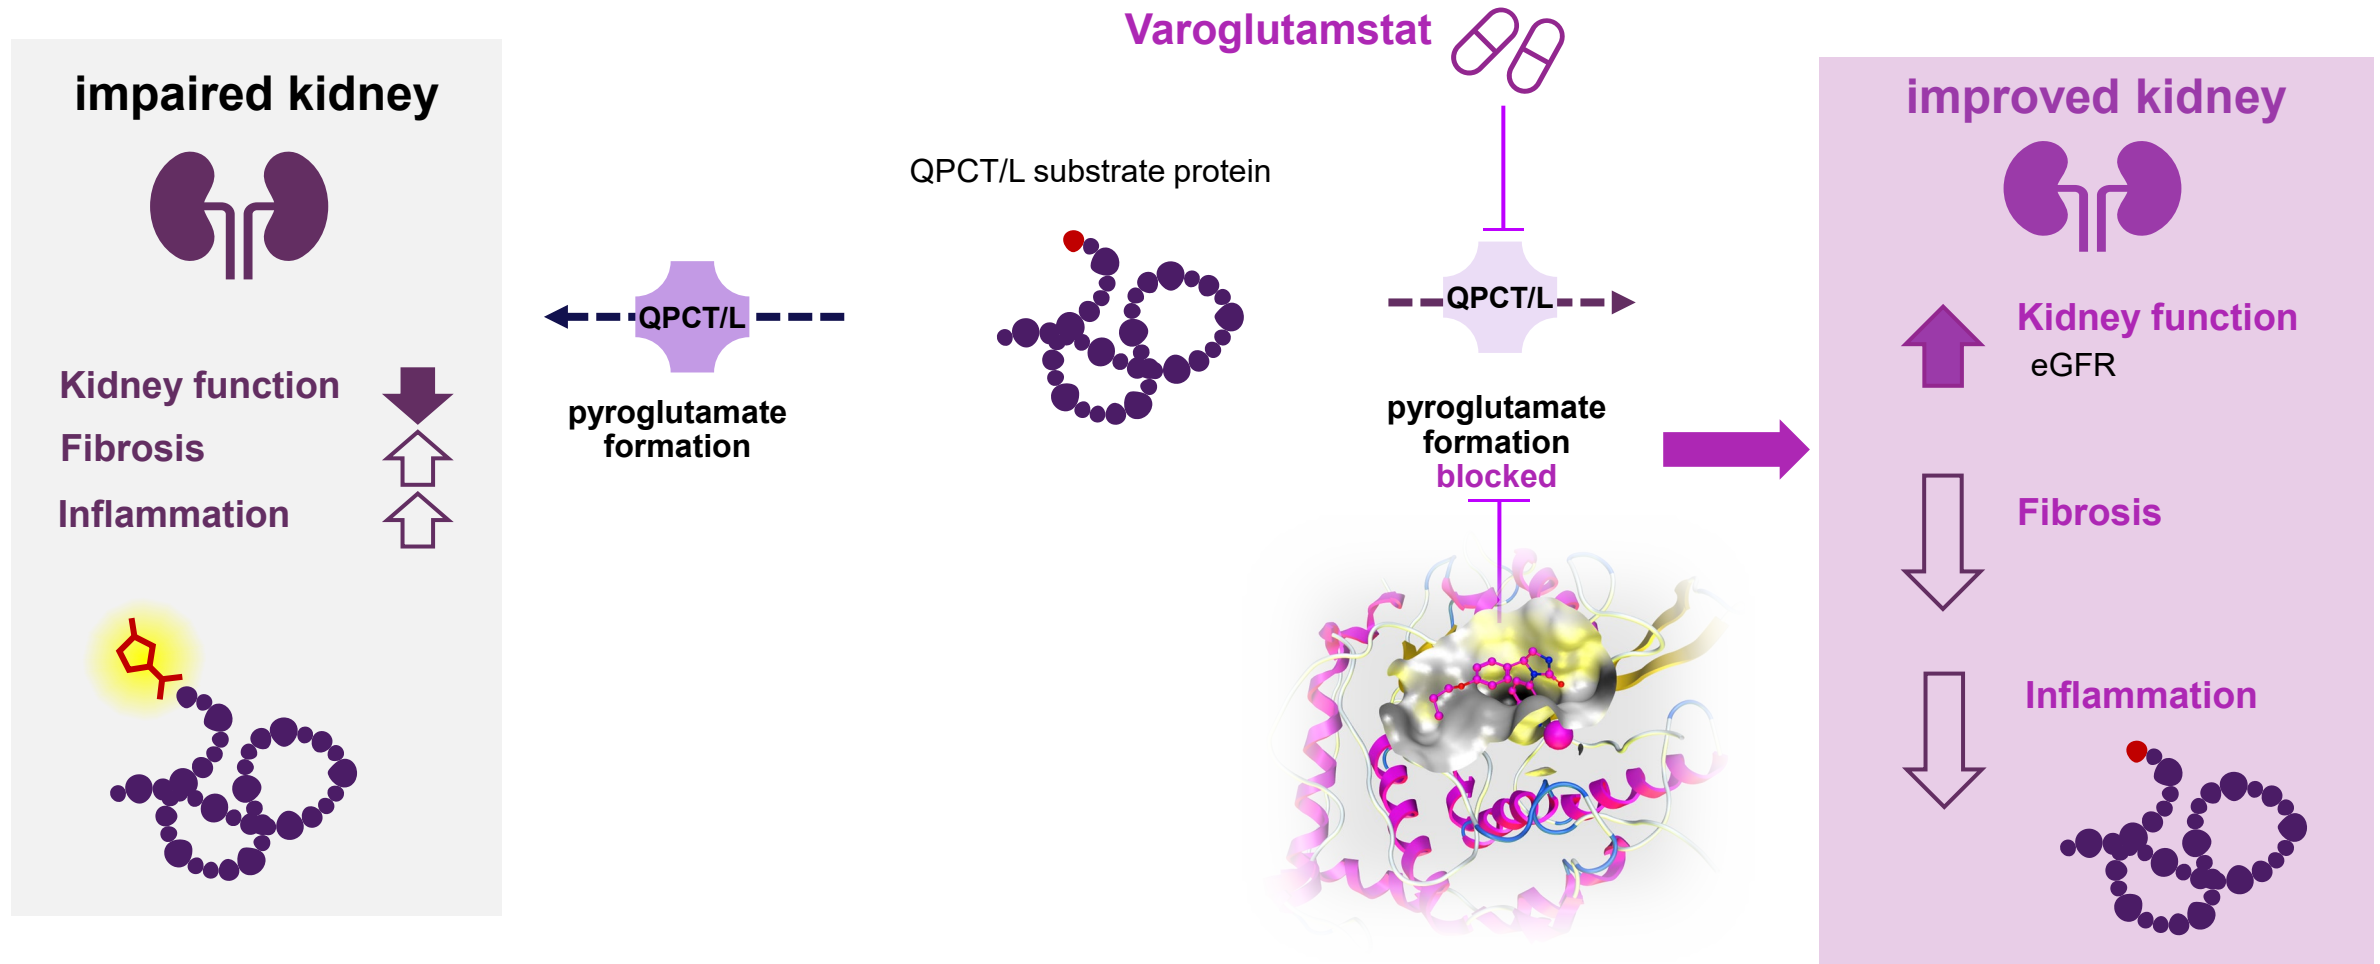 impaired kidney
Kidney function
Fibrosis
Inflammation
QPCT/L
pyroglutamate
formation
QPCT/L substrate protein
Varoglutamstat
QPCT/L
pyroglutamate
formation
blocked
improved kidney
Kidney function
eGFR
Fibrosis
Inflammation